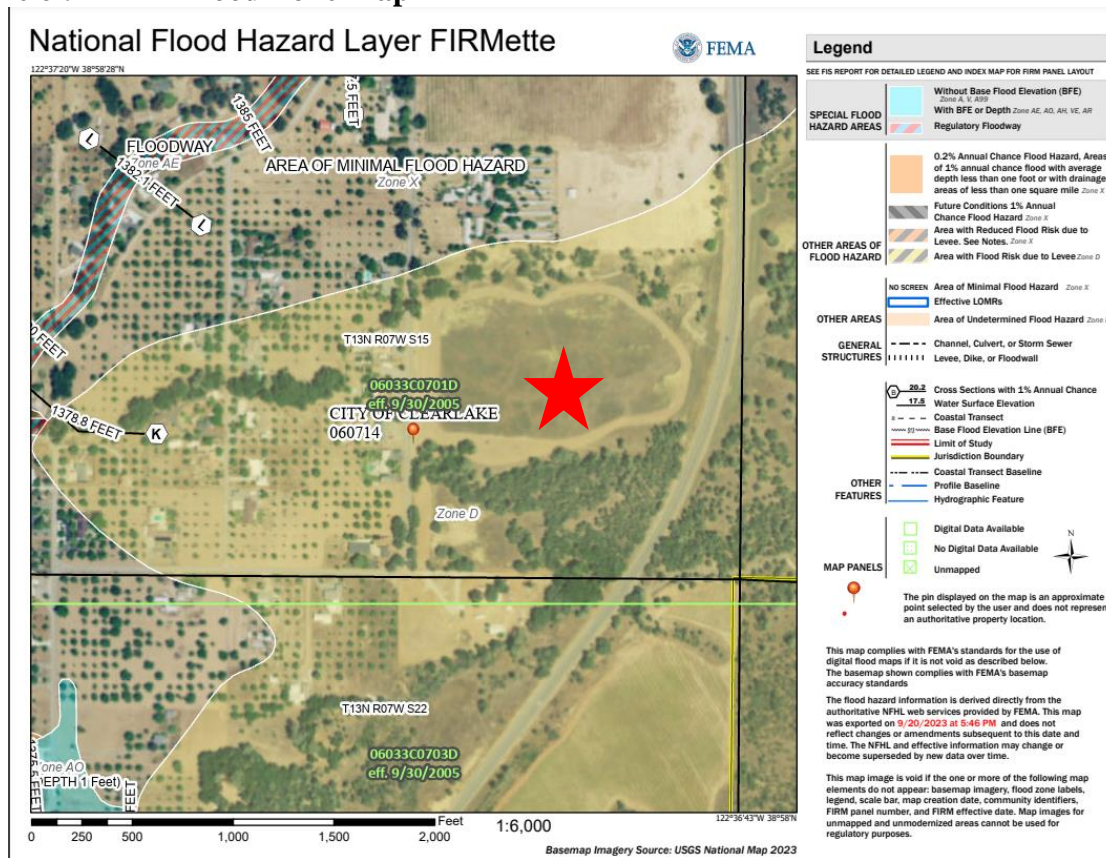 National Flood Hazard Layer FIRMette
FEMA
122°37'20"W 38°58'28"N
1385 FEET
.5 FEET
L
FLOODWAY
Zone AE
1382.1 FEET
L
AREA OF MINIMAL FLOOD HAZARD
Zone X
0 FEET
T13N R07W S15
06033C0701D
eff. 9/30/2005
CITY OF CLEARLAKE
060714
1378.8 FEET
K
Zone D
T13N R07W S22
06033C0703D
eff. 9/30/2005
one AO
EPTH 1 Feet)
FEET
122°36'43"W 38°58'N
Feet
0 250 500 1,000 1,500 2,000
1:6,000
Basemap Imagery Source: USGS National Map 2023
Legend
SEE FIS REPORT FOR DETAILED LEGEND AND INDEX MAP FOR FIRM PANEL LAYOUT
SPECIAL FLOOD
HAZARD AREAS
Without Base Flood Elevation (BFE)
Zone A, V, A99
With BFE or Depth Zone AE, AO, AH, VE, AR
Regulatory Floodway
OTHER AREAS OF
FLOOD HAZARD
0.2% Annual Chance Flood Hazard, Areas
of 1% annual chance flood with average
depth less than one foot or with drainage
areas of less than one square mile Zone X
Future Conditions 1% Annual
Chance Flood Hazard Zone X
Area with Reduced Flood Risk due to
Levee. See Notes. Zone X
Area with Flood Risk due to Levee Zone D
OTHER AREAS
NO SCREEN Area of Minimal Flood Hazard Zone X
Effective LOMRs
Area of Undetermined Flood Hazard Zone
GENERAL
STRUCTURES
Channel, Culvert, or Storm Sewer
Levee, Dike, or Floodwall
OTHER
FEATURES
B 20.2 Cross Sections with 1% Annual Chance
17.5 Water Surface Elevation
8 Coastal Transect
513 Base Flood Elevation Line (BFE)
Limit of Study
Jurisdiction Boundary
Coastal Transect Baseline
Profile Baseline
Hydrographic Feature
MAP PANELS
Digital Data Available
No Digital Data Available
Unmapped
N
The pin displayed on the map is an approximate
point selected by the user and does not represen
an authoritative property location.
This map complies with FEMA's standards for the use of
digital flood maps if it is not void as described below.
The basemap shown complies with FEMA's basemap
accuracy standards
The flood hazard information is derived directly from the
authoritative NFHL web services provided by FEMA. This map
was exported on 9/20/2023 at 5:46 PM and does not
reflect changes or amendments subsequent to this date and
time. The NFHL and effective information may change or
become superseded by new data over time.
This map image is void if the one or more of the following map
elements do not appear: basemap imagery, flood zone labels,
legend, scale bar, map creation date, community identifiers,
FIRM panel number, and FIRM effective date. Map images for
unmapped and unmodernized areas cannot be used for
regulatory purposes.